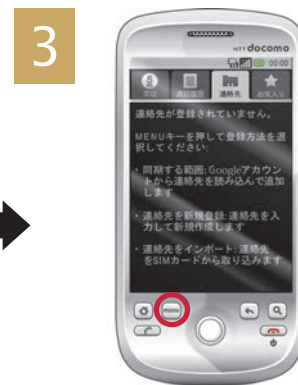 3
NTT docomo
00:00
電話
通話履歴
連絡先
お気に入り
連絡先が登録されていません。
MENUキーを押して登録方法を選
択してください:
・同期する範囲: Googleアカウン
トから連絡先を読み込んで追加
します
・連絡先を新規登録: 連絡先を入
力して新規作成します
・連絡先をインポート: 連絡先
をSIMカードから取り込みます
menu